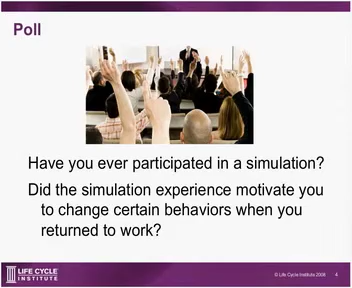 Poll
Have you ever participated in a simulation?
Did the simulation experience motivate you
to change certain behaviors when you
returned to work?
LIFE CYCLE
INSTITUTE
© Life Cycle Institute 2008 4